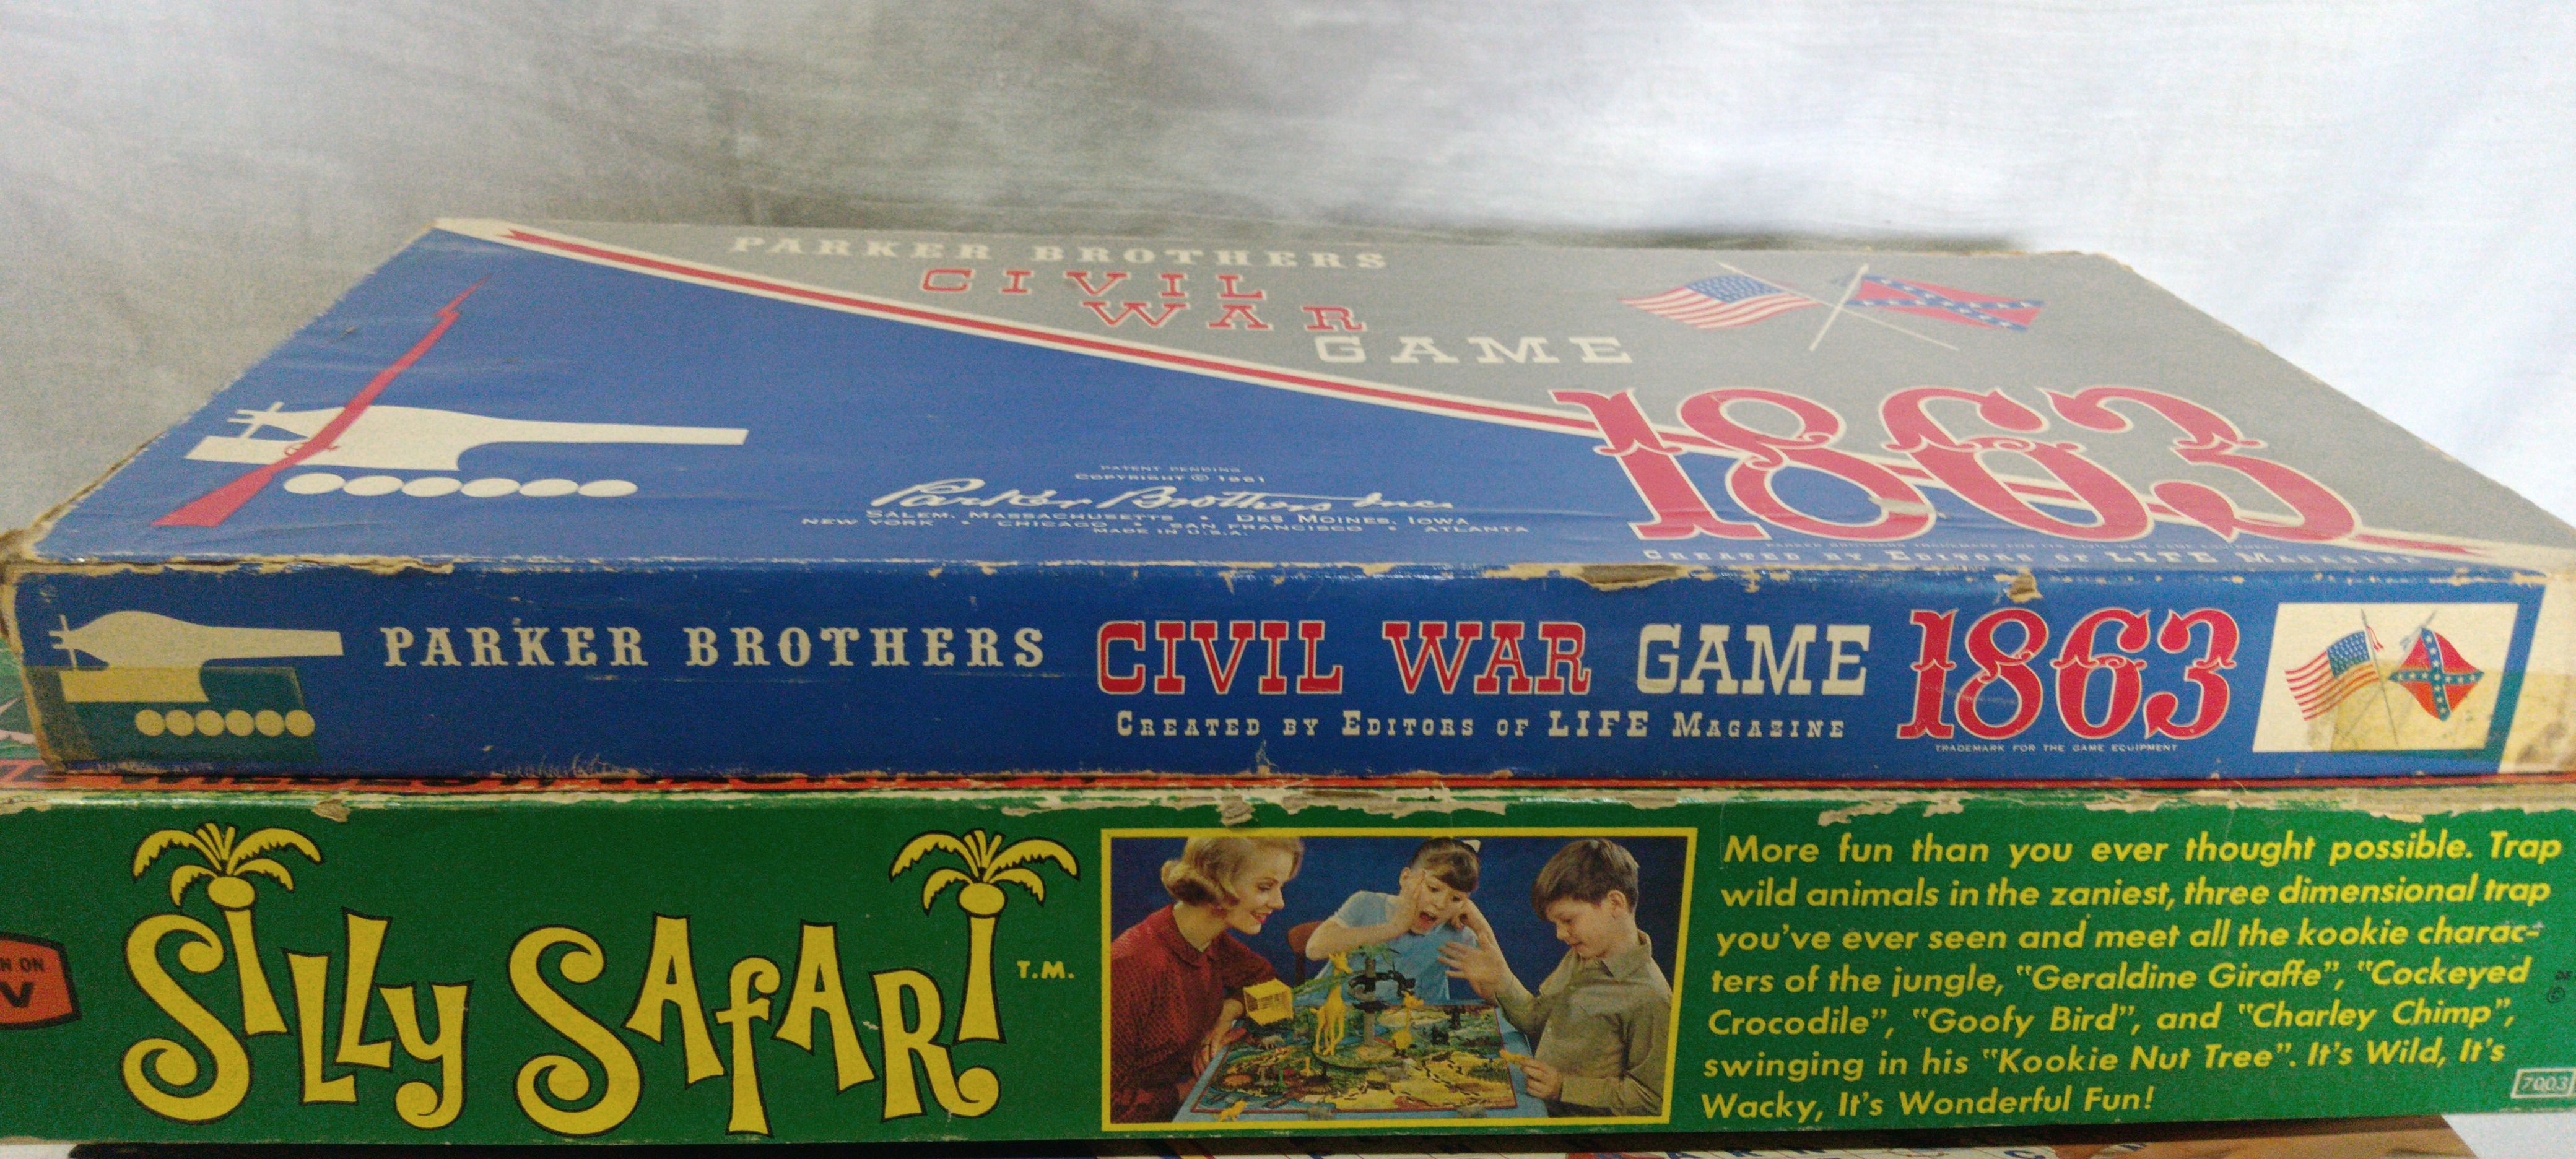 PARKER BROTHERS
CIVIL
WAR
GAME
1863
PATENT PENDING
COPYRIGHT © 1961
Parker Brothers Inc.
SALEM, MASSACHUSETTS • DES MOINES, IOWA
NEW YORK • CHICAGO • SAN FRANCISCO • ATLANTA
MADE IN U.S.A.
CREATED BY EDITORS OF LIFE MAGAZINE
PARKER BROTHERS CIVIL WAR GAME 1863
CREATED BY EDITORS OF LIFE MAGAZINE
TRADEMARK FOR THE GAME EQUIPMENT
SILLY SAFARI T.M.
N ON
V
More fun than you ever thought possible. Trap
wild animals in the zaniest, three dimensional trap
you've ever seen and meet all the kookie charac-
ters of the jungle, "Geraldine Giraffe", "Cockeyed
Crocodile", "Goofy Bird", and "Charley Chimp",
swinging in his "Kookie Nut Tree". It's Wild, It's
Wacky, It's Wonderful Fun!
7003